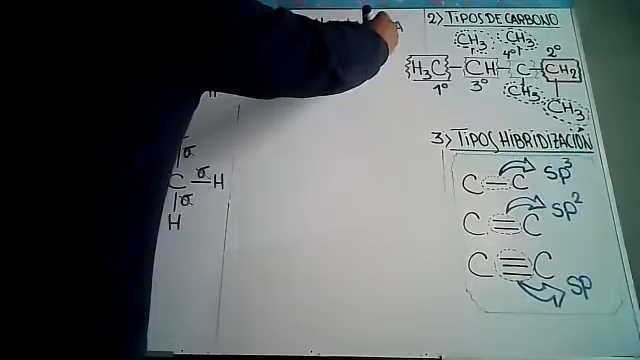 H
σ
C σ H
σ
H
2) TIPOS DE CARBONO
CH3 CH3
4° 2°
H3C — CH — C — CH2
1° 3°
CH3 CH3
3) TIPOS HIBRIDIZACIÓN
C — C sp3
C = C sp2
C ≡ C sp